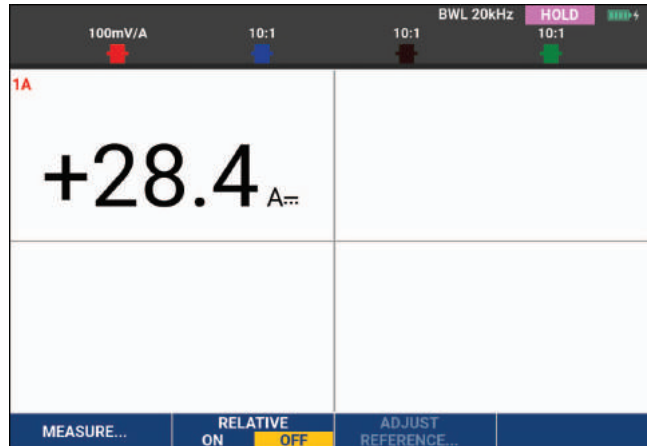 BWL 20kHz HOLD
100mV/A 10:1 10:1 10:1
1A
+28.4 A
MEASURE...
RELATIVE
ON OFF
ADJUST
REFERENCE...